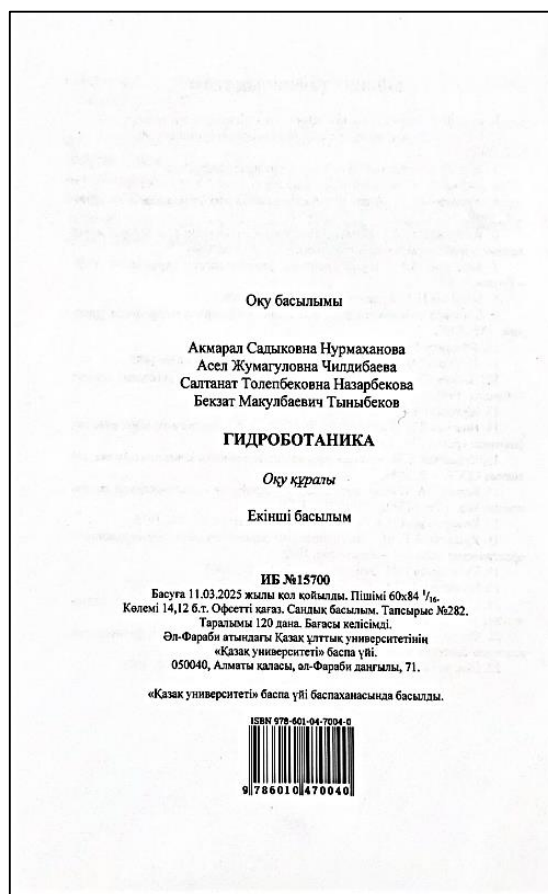 Оқу басылымы
Акмарал Садыковна Нурмаханова
Асел Жумагуловна Чилдибаева
Салтанат Толепбековна Назарбекова
Бекзат Макулбаевич Тыныбеков
ГИДРОБОТАНИКА
Оқу құралы
Екінші басылым
ИБ №15700
Басуға 11.03.2025 жылы қол қойылды. Пішімі 60х84 ¹/₁₆.
Көлемі 14,12 б.т. Офсетті қағаз. Сандық басылым. Тапсырыс №282.
Таралымы 120 дана. Бағасы келісімді.
Әл-Фараби атындағы Қазақ ұлттық университетінің
«Қазақ университеті» баспа үйі.
050040, Алматы қаласы, әл-Фараби даңғылы, 71.
«Қазақ университеті» баспа үйі баспаханасында басылды.
ISBN 978-601-04-7004-0
9 786010 470040